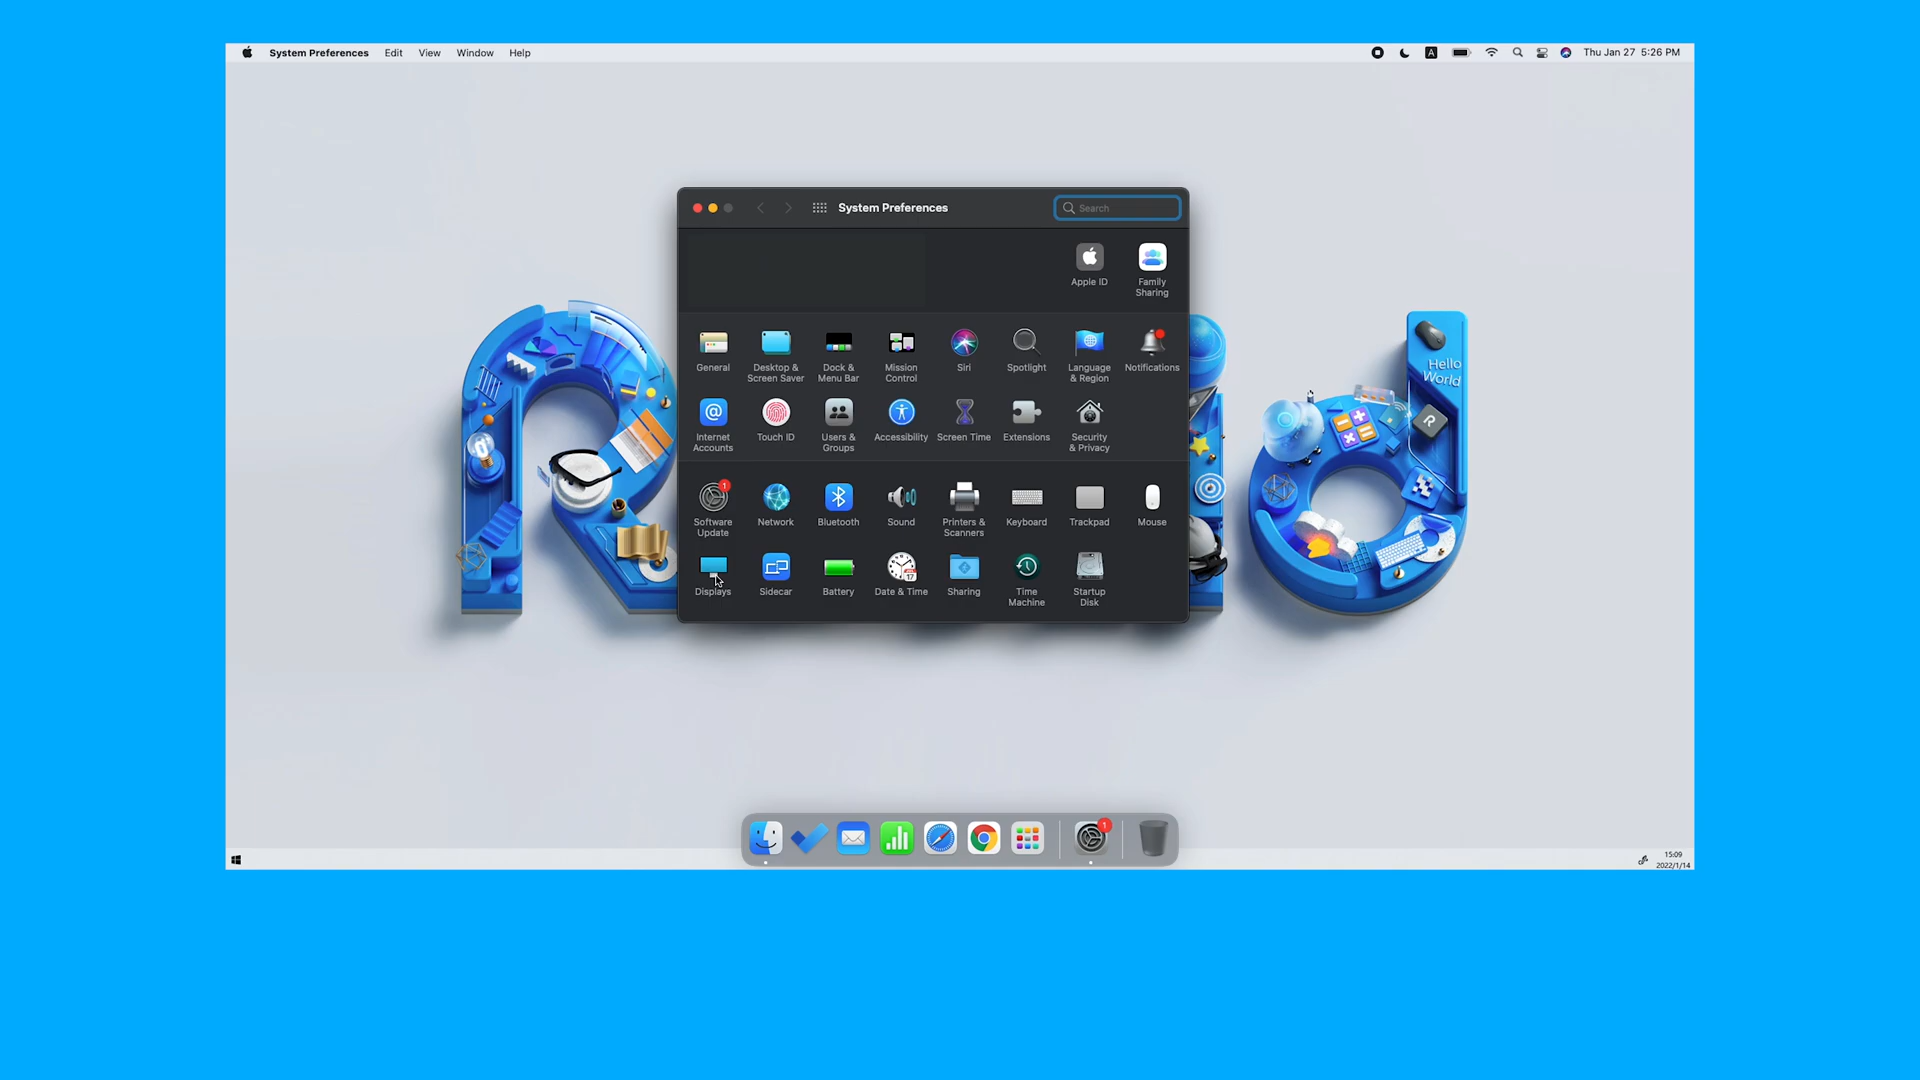 System Preferences Edit View Window Help
A
Thu Jan 27 5:26 PM
System Preferences
Search
Apple ID
Family
Sharing
General
Desktop &
Screen Saver
Dock &
Menu Bar
Mission
Control
Siri
Spotlight
Language
& Region
Notifications
Internet
Accounts
Touch ID
Users &
Groups
Accessibility
Screen Time
Extensions
Security
& Privacy
1
Software
Update
Network
Bluetooth
Sound
Printers &
Scanners
Keyboard
Trackpad
Mouse
Displays
Sidecar
Battery
17
Date & Time
Sharing
Time
Machine
Startup
Disk
Hello
World
R
1
15:09
2022/1/14